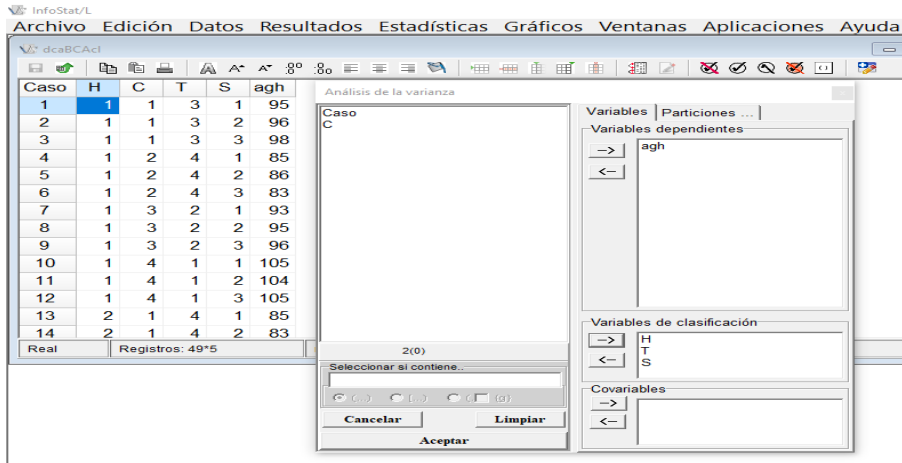 InfoStat/L
Archivo Edición Datos Resultados Estadísticas Gráficos Ventanas Aplicaciones Ayuda
dcaBCAcl
Caso H C T S agh
1 1 1 3 1 95
2 1 1 3 2 96
3 1 1 3 3 98
4 1 2 4 1 85
5 1 2 4 2 86
6 1 2 4 3 83
7 1 3 2 1 93
8 1 3 2 2 95
9 1 3 2 3 96
10 1 4 1 1 105
11 1 4 1 2 104
12 1 4 1 3 105
13 2 1 4 1 85
14 2 1 4 2 83
Real Registros: 49*5
Análisis de la varianza
Caso
C
2(0)
Seleccionar si contiene..
(...) (...) (g)
Cancelar Limpiar
Aceptar
Variables Particiones ...
Variables dependientes
-->
<--
agh
Variables de clasificación
-->
<--
H
T
S
Covariables
-->
<--